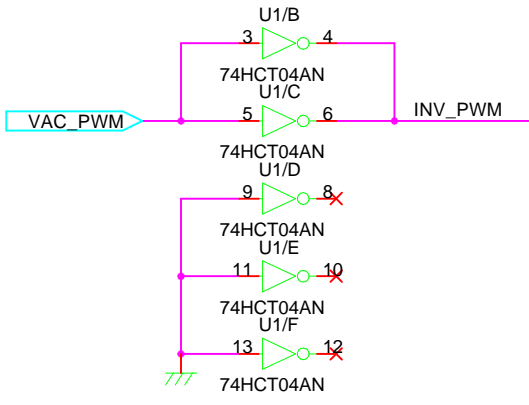 U1/B
3 4
74HCT04AN
U1/C
VAC_PWM 5 6 INV_PWM
74HCT04AN
U1/D
9 8
74HCT04AN
U1/E
11 10
74HCT04AN
U1/F
13 12
74HCT04AN